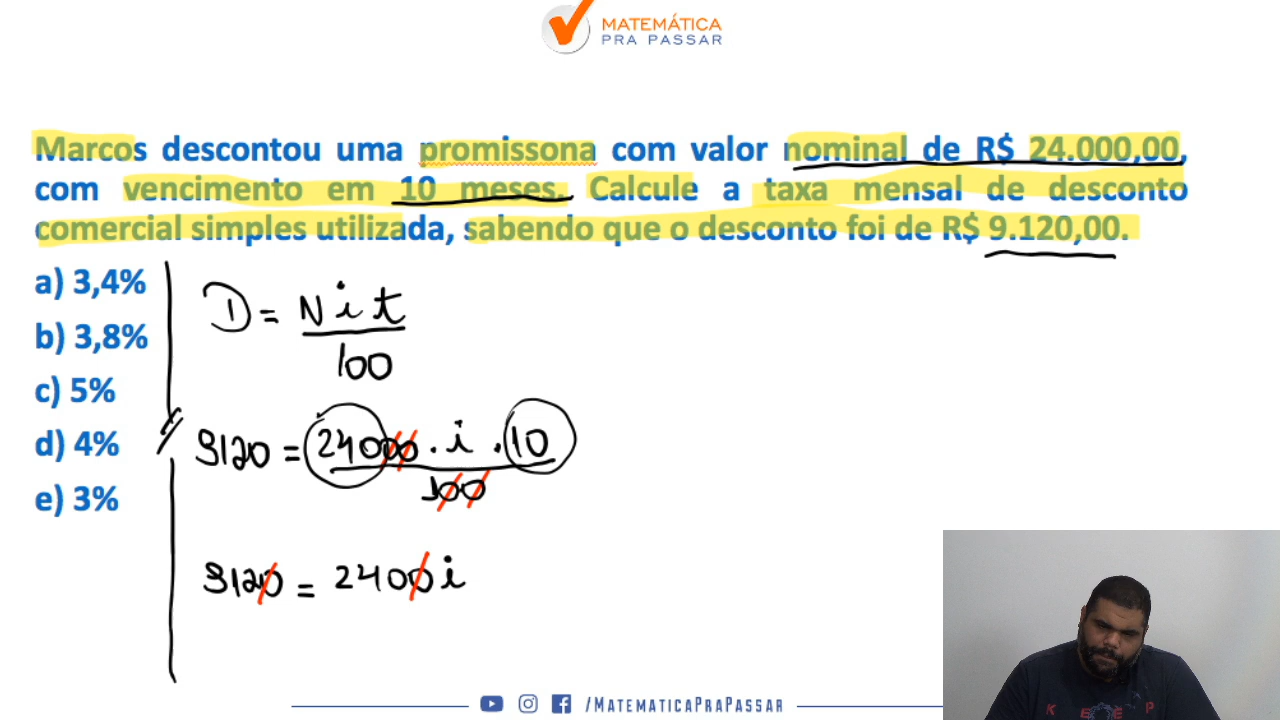 MATEMÁTICA
PRA PASSAR
Marcos descontou uma promissona com valor nominal de R$ 24.000,00,
com vencimento em 10 meses. Calcule a taxa mensal de desconto
comercial simples utilizada, sabendo que o desconto foi de R$ 9.120,00.
a) 3,4%
b) 3,8%
c) 5%
d) 4%
e) 3%
D = N i t
100
9120 = 24000 . i . 10
100
9120 = 2400 i
/MATEMATICAPRAPASSAR
K E E P